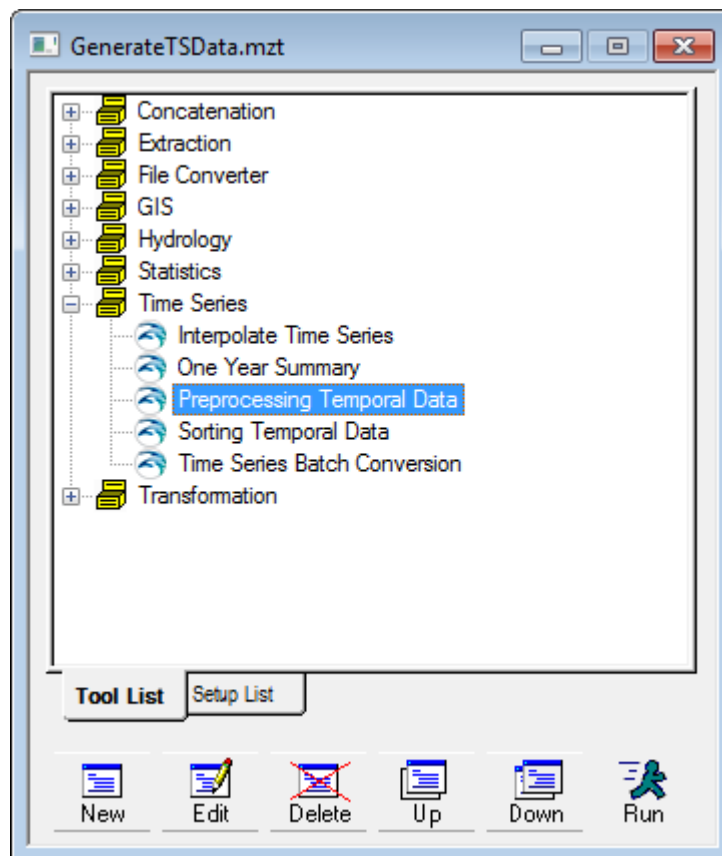 GenerateTSData.mzt
Concatenation
Extraction
File Converter
GIS
Hydrology
Statistics
Time Series
Interpolate Time Series
One Year Summary
Preprocessing Temporal Data
Sorting Temporal Data
Time Series Batch Conversion
Transformation
Tool List Setup List
New Edit Delete Up Down Run